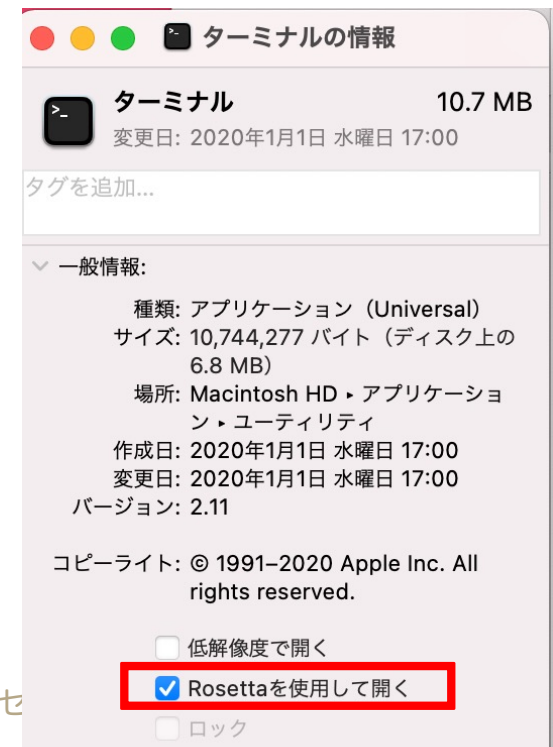 ターミナルの情報
ターミナル 10.7 MB
変更日: 2020年1月1日 水曜日 17:00
タグを追加...
一般情報:
種類: アプリケーション（Universal）
サイズ: 10,744,277 バイト（ディスク上の
6.8 MB）
場所: Macintosh HD ▸ アプリケーショ
ン ▸ ユーティリティ
作成日: 2020年1月1日 水曜日 17:00
変更日: 2020年1月1日 水曜日 17:00
バージョン: 2.11
コピーライト: © 1991–2020 Apple Inc. All
rights reserved.
低解像度で開く
セ
Rosettaを使用して開く
ロック